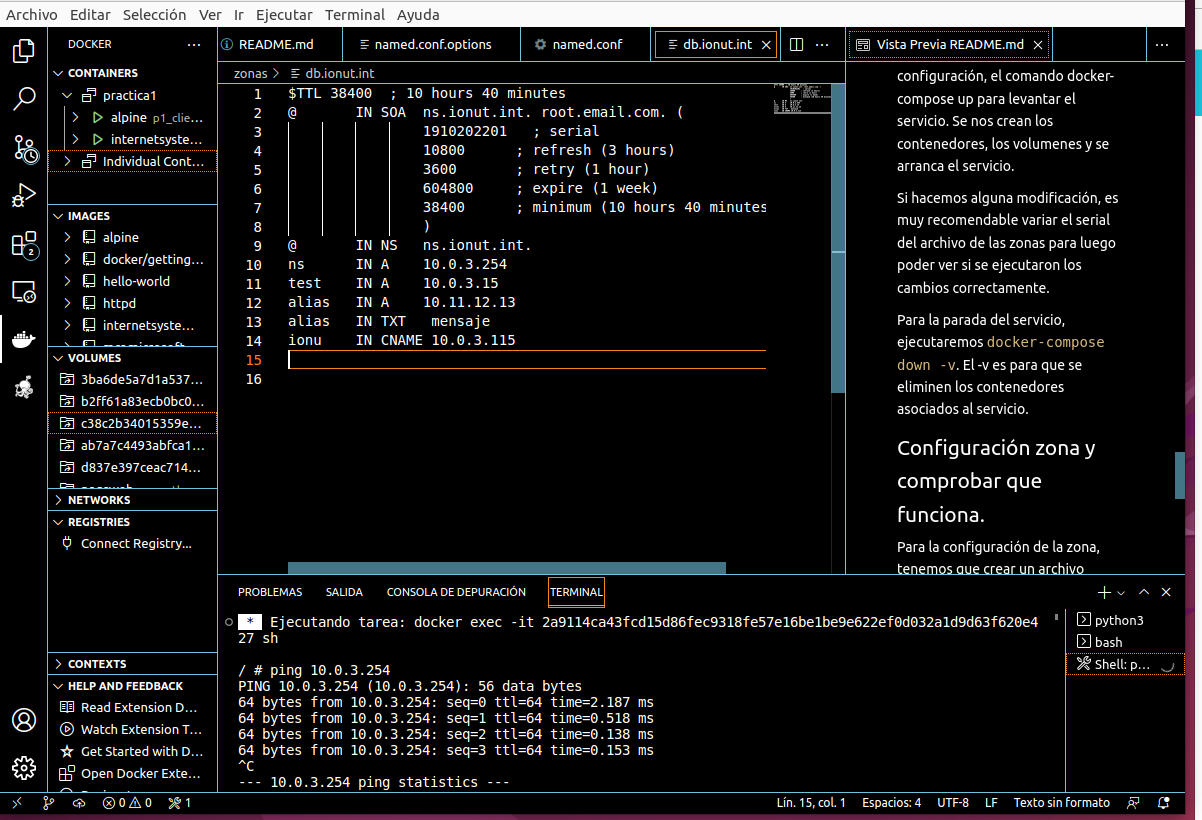 Archivo Editar Selección Ver Ir Ejecutar Terminal Ayuda
DOCKER ...
CONTAINERS
practica1
alpine p1_clie...
internetsyste...
Individual Cont...
IMAGES
alpine
docker/getting...
hello-world
httpd
internetsyste...
VOLUMES
3ba6de5a7d1a537...
b2ff61a83ecb0bc0...
c38c2b34015359e...
ab7a7c4493abfca1...
d837e397ceac714...
NETWORKS
REGISTRIES
Connect Registry...
CONTEXTS
HELP AND FEEDBACK
Read Extension D...
Watch Extension T...
Get Started with D...
Open Docker Exte...
2
README.md named.conf.options named.conf db.ionut.int
zonas > db.ionut.int
1 $TTL 38400 ; 10 hours 40 minutes
2 @ IN SOA ns.ionut.int. root.email.com. (
3 1910202201 ; serial
4 10800 ; refresh (3 hours)
5 3600 ; retry (1 hour)
6 604800 ; expire (1 week)
7 38400 ; minimum (10 hours 40 minutes
8 )
9 @ IN NS ns.ionut.int.
10 ns IN A 10.0.3.254
11 test IN A 10.0.3.15
12 alias IN A 10.11.12.13
13 alias IN TXT mensaje
14 ionu IN CNAME 10.0.3.115
15
16
Vista Previa README.md
configuración, el comando docker-
compose up para levantar el
servicio. Se nos crean los
contenedores, los volumenes y se
arranca el servicio.
Si hacemos alguna modificación, es
muy recomendable variar el serial
del archivo de las zonas para luego
poder ver si se ejecutaron los
cambios correctamente.
Para la parada del servicio,
ejecutaremos docker-compose
down -v. El -v es para que se
eliminen los contenedores
asociados al servicio.
Configuración zona y
comprobar que
funciona.
Para la configuración de la zona,
tenemos que crear un archivo
PROBLEMAS SALIDA CONSOLA DE DEPURACIÓN TERMINAL
* Ejecutando tarea: docker exec -it 2a9114ca43fcd15d86fec9318fe57e16be1be9e622ef0d032a1d9d63f620e4
27 sh
/ # ping 10.0.3.254
PING 10.0.3.254 (10.0.3.254): 56 data bytes
64 bytes from 10.0.3.254: seq=0 ttl=64 time=2.187 ms
64 bytes from 10.0.3.254: seq=1 ttl=64 time=0.518 ms
64 bytes from 10.0.3.254: seq=2 ttl=64 time=0.138 ms
64 bytes from 10.0.3.254: seq=3 ttl=64 time=0.153 ms
^C
--- 10.0.3.254 ping statistics ---
python3
bash
Shell: p...
0 0 1 Lín. 15, col. 1 Espacios: 4 UTF-8 LF Texto sin formato